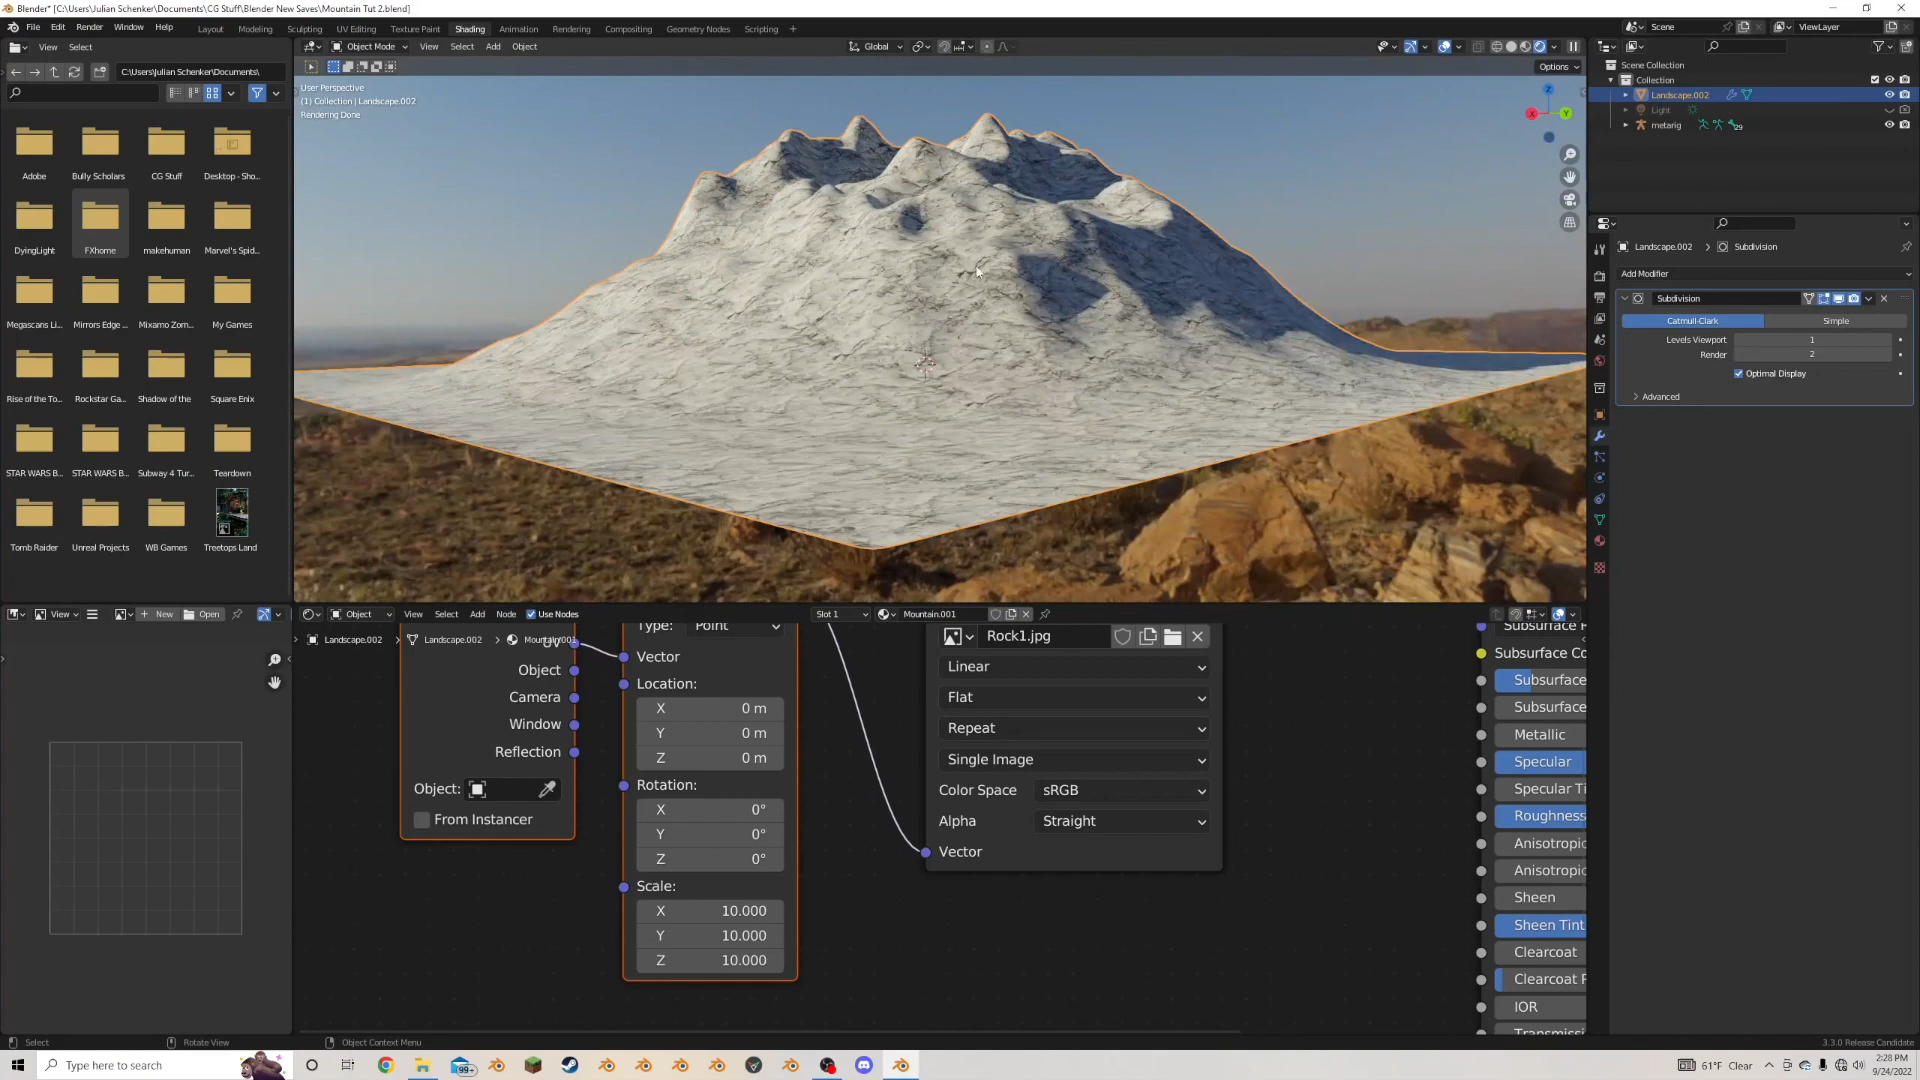 Blender* [C:\Users\Julian Schenker\Documents\CG Stuff\Blender New Saves\Mountain Tut 2.blend]
File Edit Render Window Help Layout Modeling Sculpting UV Editing Texture Paint Shading Animation Rendering Compositing Geometry Nodes Scripting + Scene ViewLayer
View Select Object Mode View Select Add Object Global
C:\Users\Julian Schenker\Documents\ Options
User Perspective
(1) Collection | Landscape.002
Rendering Done
Adobe Bully Scholars CG Stuff Desktop - Sho...
DyingLight FXhome makehuman Marvel's Spid...
Megascans Li... Mirrors Edge ... Mixamo Zom... My Games
Rise of the To... Rockstar Ga... Shadow of the Square Enix
STAR WARS B... STAR WARS B... Subway 4 Tur... Teardown
Tomb Raider Unreal Projects WB Games Treetops Land
Z
X Y
Scene Collection
Collection
Landscape.002
Light
metarig 29
Landscape.002 > Subdivision
Add Modifier
Subdivision
Catmull-Clark Simple
Levels Viewport 1
Render 2
Optimal Display
Advanced
View New Open Object View Select Add Node Use Nodes Slot 1 Mountain.001
Landscape.002 > Landscape.002 > Mountain.001
UV
Object
Camera
Window
Reflection
Object:
From Instancer
Type: Point
Vector
Location:
X 0 m
Y 0 m
Z 0 m
Rotation:
X 0°
Y 0°
Z 0°
Scale:
X 10.000
Y 10.000
Z 10.000
Rock1.jpg
Linear
Flat
Repeat
Single Image
Color Space sRGB
Alpha Straight
Vector
Subsurface R
Subsurface Co
Subsurface
Subsurface
Metallic
Specular
Specular Ti
Roughness
Anisotropic
Anisotropic
Sheen
Sheen Tint
Clearcoat
Clearcoat R
IOR
Transmissi
Select Rotate View Object Context Menu 3.3.0 Release Candidate
Type here to search 99+ 61°F Clear 2:28 PM
9/24/2022